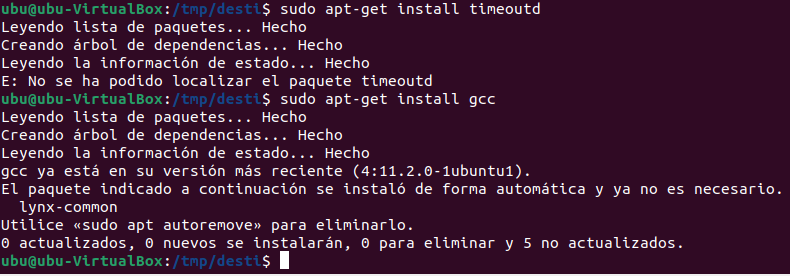 ubu@ubu-VirtualBox:/tmp/desti$ sudo apt-get install timeoutd
Leyendo lista de paquetes... Hecho
Creando árbol de dependencias... Hecho
Leyendo la información de estado... Hecho
E: No se ha podido localizar el paquete timeoutd
ubu@ubu-VirtualBox:/tmp/desti$ sudo apt-get install gcc
Leyendo lista de paquetes... Hecho
Creando árbol de dependencias... Hecho
Leyendo la información de estado... Hecho
gcc ya está en su versión más reciente (4:11.2.0-1ubuntu1).
El paquete indicado a continuación se instaló de forma automática y ya no es necesario.
  lynx-common
Utilice «sudo apt autoremove» para eliminarlo.
0 actualizados, 0 nuevos se instalarán, 0 para eliminar y 5 no actualizados.
ubu@ubu-VirtualBox:/tmp/desti$